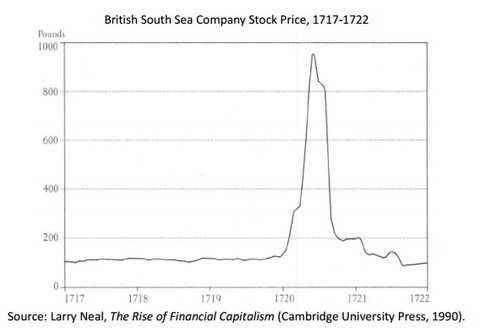 British South Sea Company Stock Price, 1717-1722
Pounds
1000
800
600
400
200
0
1717 1718 1719 1720 1721 1722
Source: Larry Neal, The Rise of Financial Capitalism (Cambridge University Press, 1990).